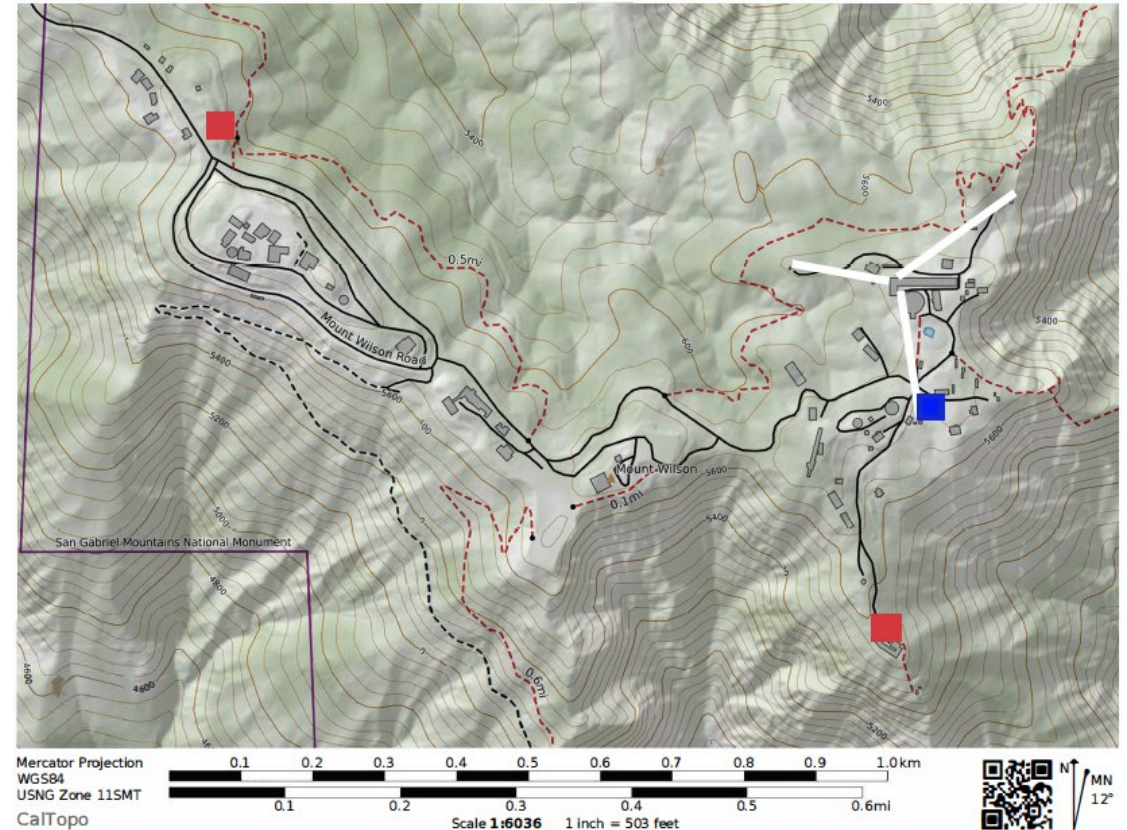 5400
5400
5600
0.5mi
5400
Mount Wilson Road
5400
5600
600
00
5200
5600
Mount Wilson
5600
0.1mi
5000
5400
San Gabriel Mountains National Monument
4800
4600
4600
0.6mi
5200
Mercator Projection
WGS84
USNG Zone 11SMT
CalTopo
0.1 0.2 0.3 0.4 0.5 0.6 0.7 0.8 0.9 1.0km
0.1 0.2 0.3 0.4 0.5 0.6mi
Scale 1:6036 1 inch = 503 feet
N
MN
12°